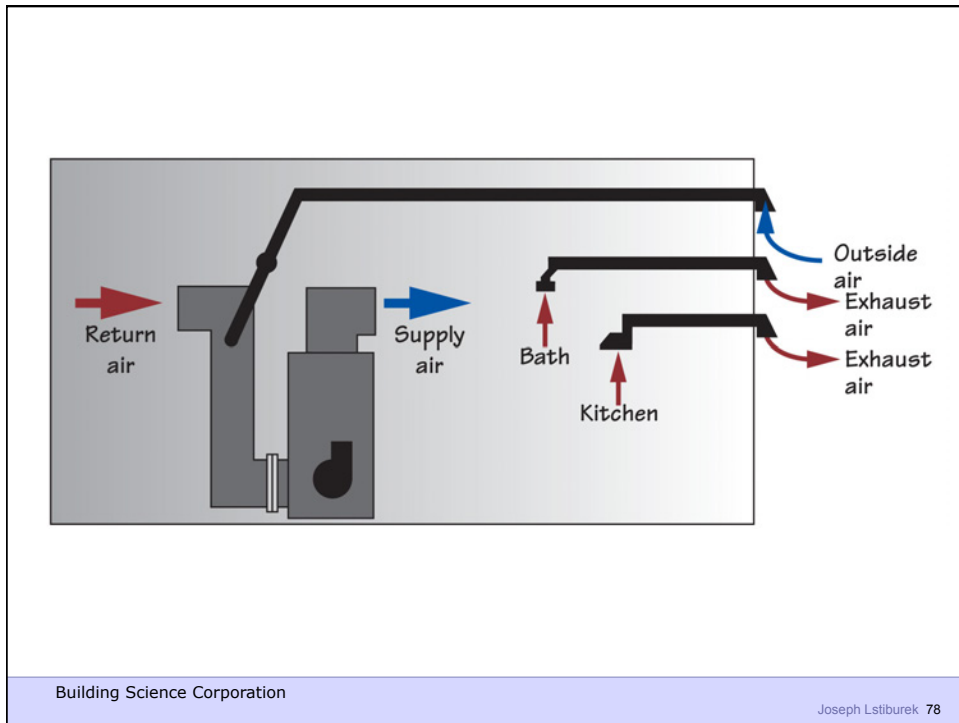 Outside
air
Exhaust
air
Return
air
Supply
air
Bath
Exhaust
air
Kitchen
Building Science Corporation
Joseph Lstiburek 78